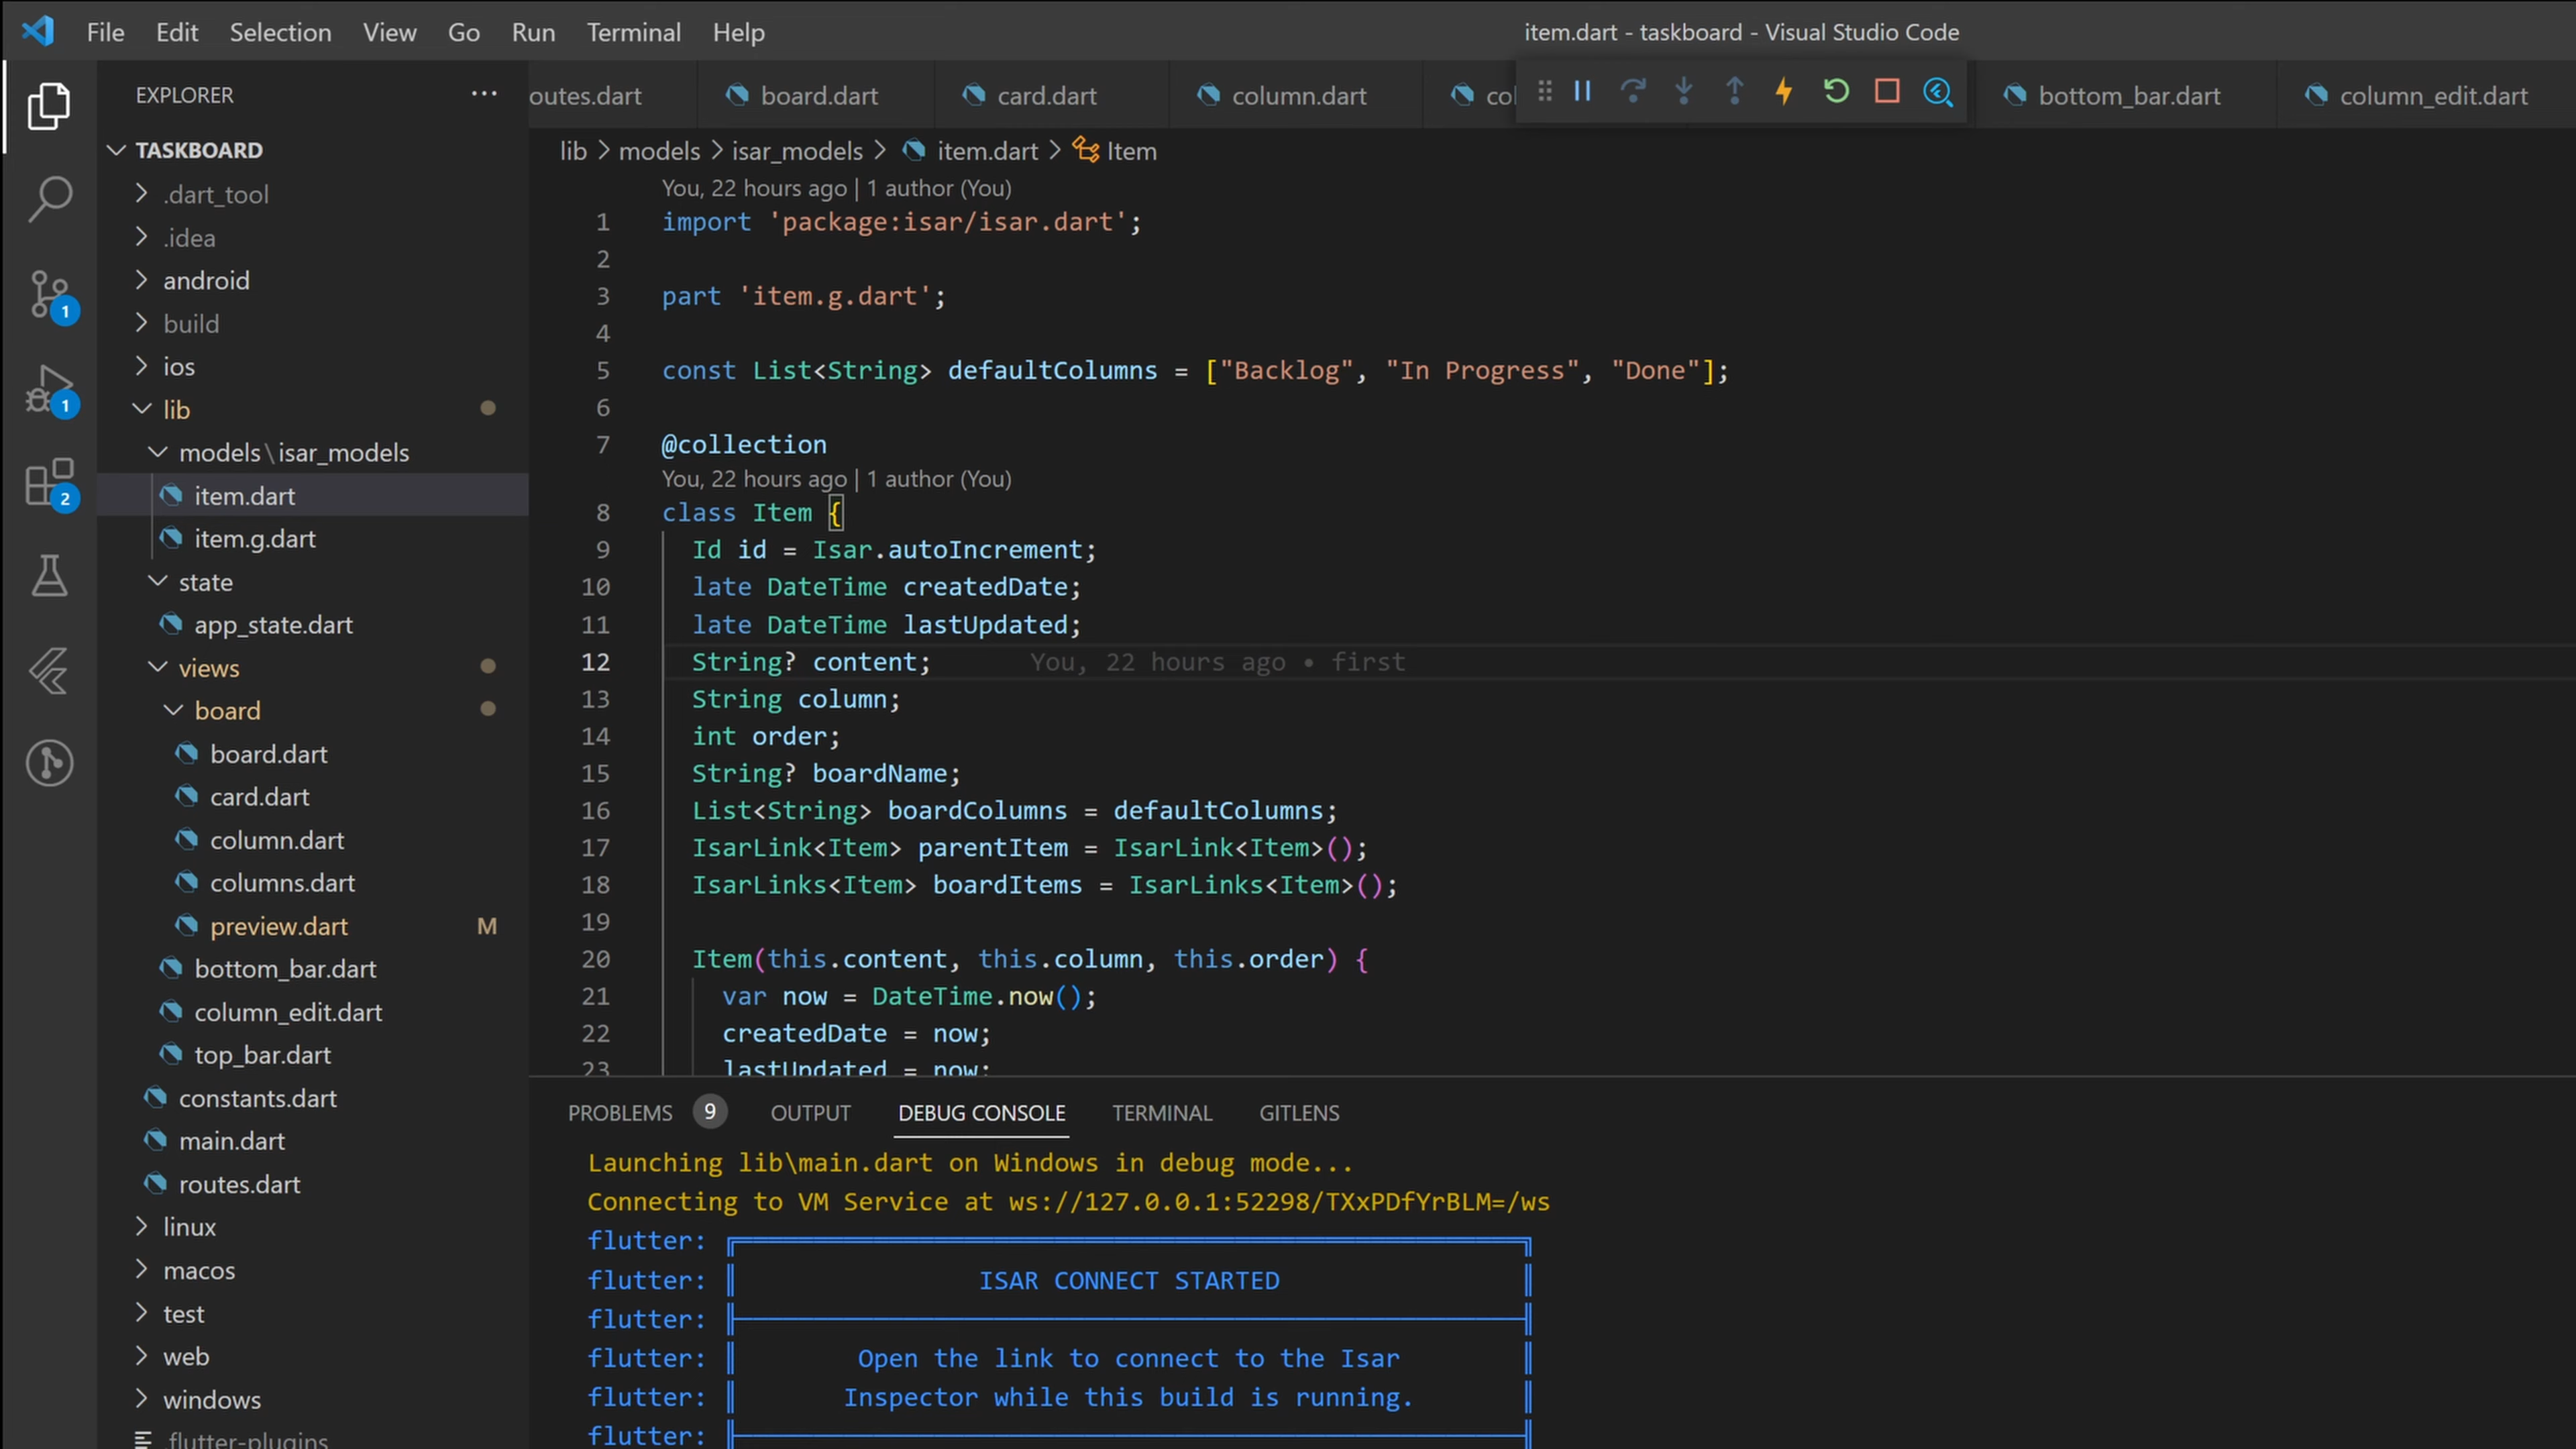 File Edit Selection View Go Run Terminal Help
item.dart - taskboard - Visual Studio Code
EXPLORER
TASKBOARD
.dart_tool
.idea
android
build
ios
lib
models\isar_models
item.dart
item.g.dart
state
app_state.dart
views
board
board.dart
card.dart
column.dart
columns.dart
preview.dart M
bottom_bar.dart
column_edit.dart
top_bar.dart
constants.dart
main.dart
routes.dart
linux
macos
test
web
windows
.flutter-plugins
1
1
2
outes.dart board.dart card.dart column.dart col bottom_bar.dart column_edit.dart
lib > models > isar_models > item.dart > Item
You, 22 hours ago | 1 author (You)
1 import 'package:isar/isar.dart';
2
3 part 'item.g.dart';
4
5 const List<String> defaultColumns = ["Backlog", "In Progress", "Done"];
6
7 @collection
You, 22 hours ago | 1 author (You)
8 class Item {
9 Id id = Isar.autoIncrement;
10 late DateTime createdDate;
11 late DateTime lastUpdated;
12 String? content; You, 22 hours ago • first
13 String column;
14 int order;
15 String? boardName;
16 List<String> boardColumns = defaultColumns;
17 IsarLink<Item> parentItem = IsarLink<Item>();
18 IsarLinks<Item> boardItems = IsarLinks<Item>();
19
20 Item(this.content, this.column, this.order) {
21 var now = DateTime.now();
22 createdDate = now;
23 lastUpdated = now;
PROBLEMS 9 OUTPUT DEBUG CONSOLE TERMINAL GITLENS
Launching lib\main.dart on Windows in debug mode...
Connecting to VM Service at ws://127.0.0.1:52298/TXxPDfYrBLM=/ws
flutter:
flutter: ISAR CONNECT STARTED
flutter:
flutter: Open the link to connect to the Isar
flutter: Inspector while this build is running.
flutter: